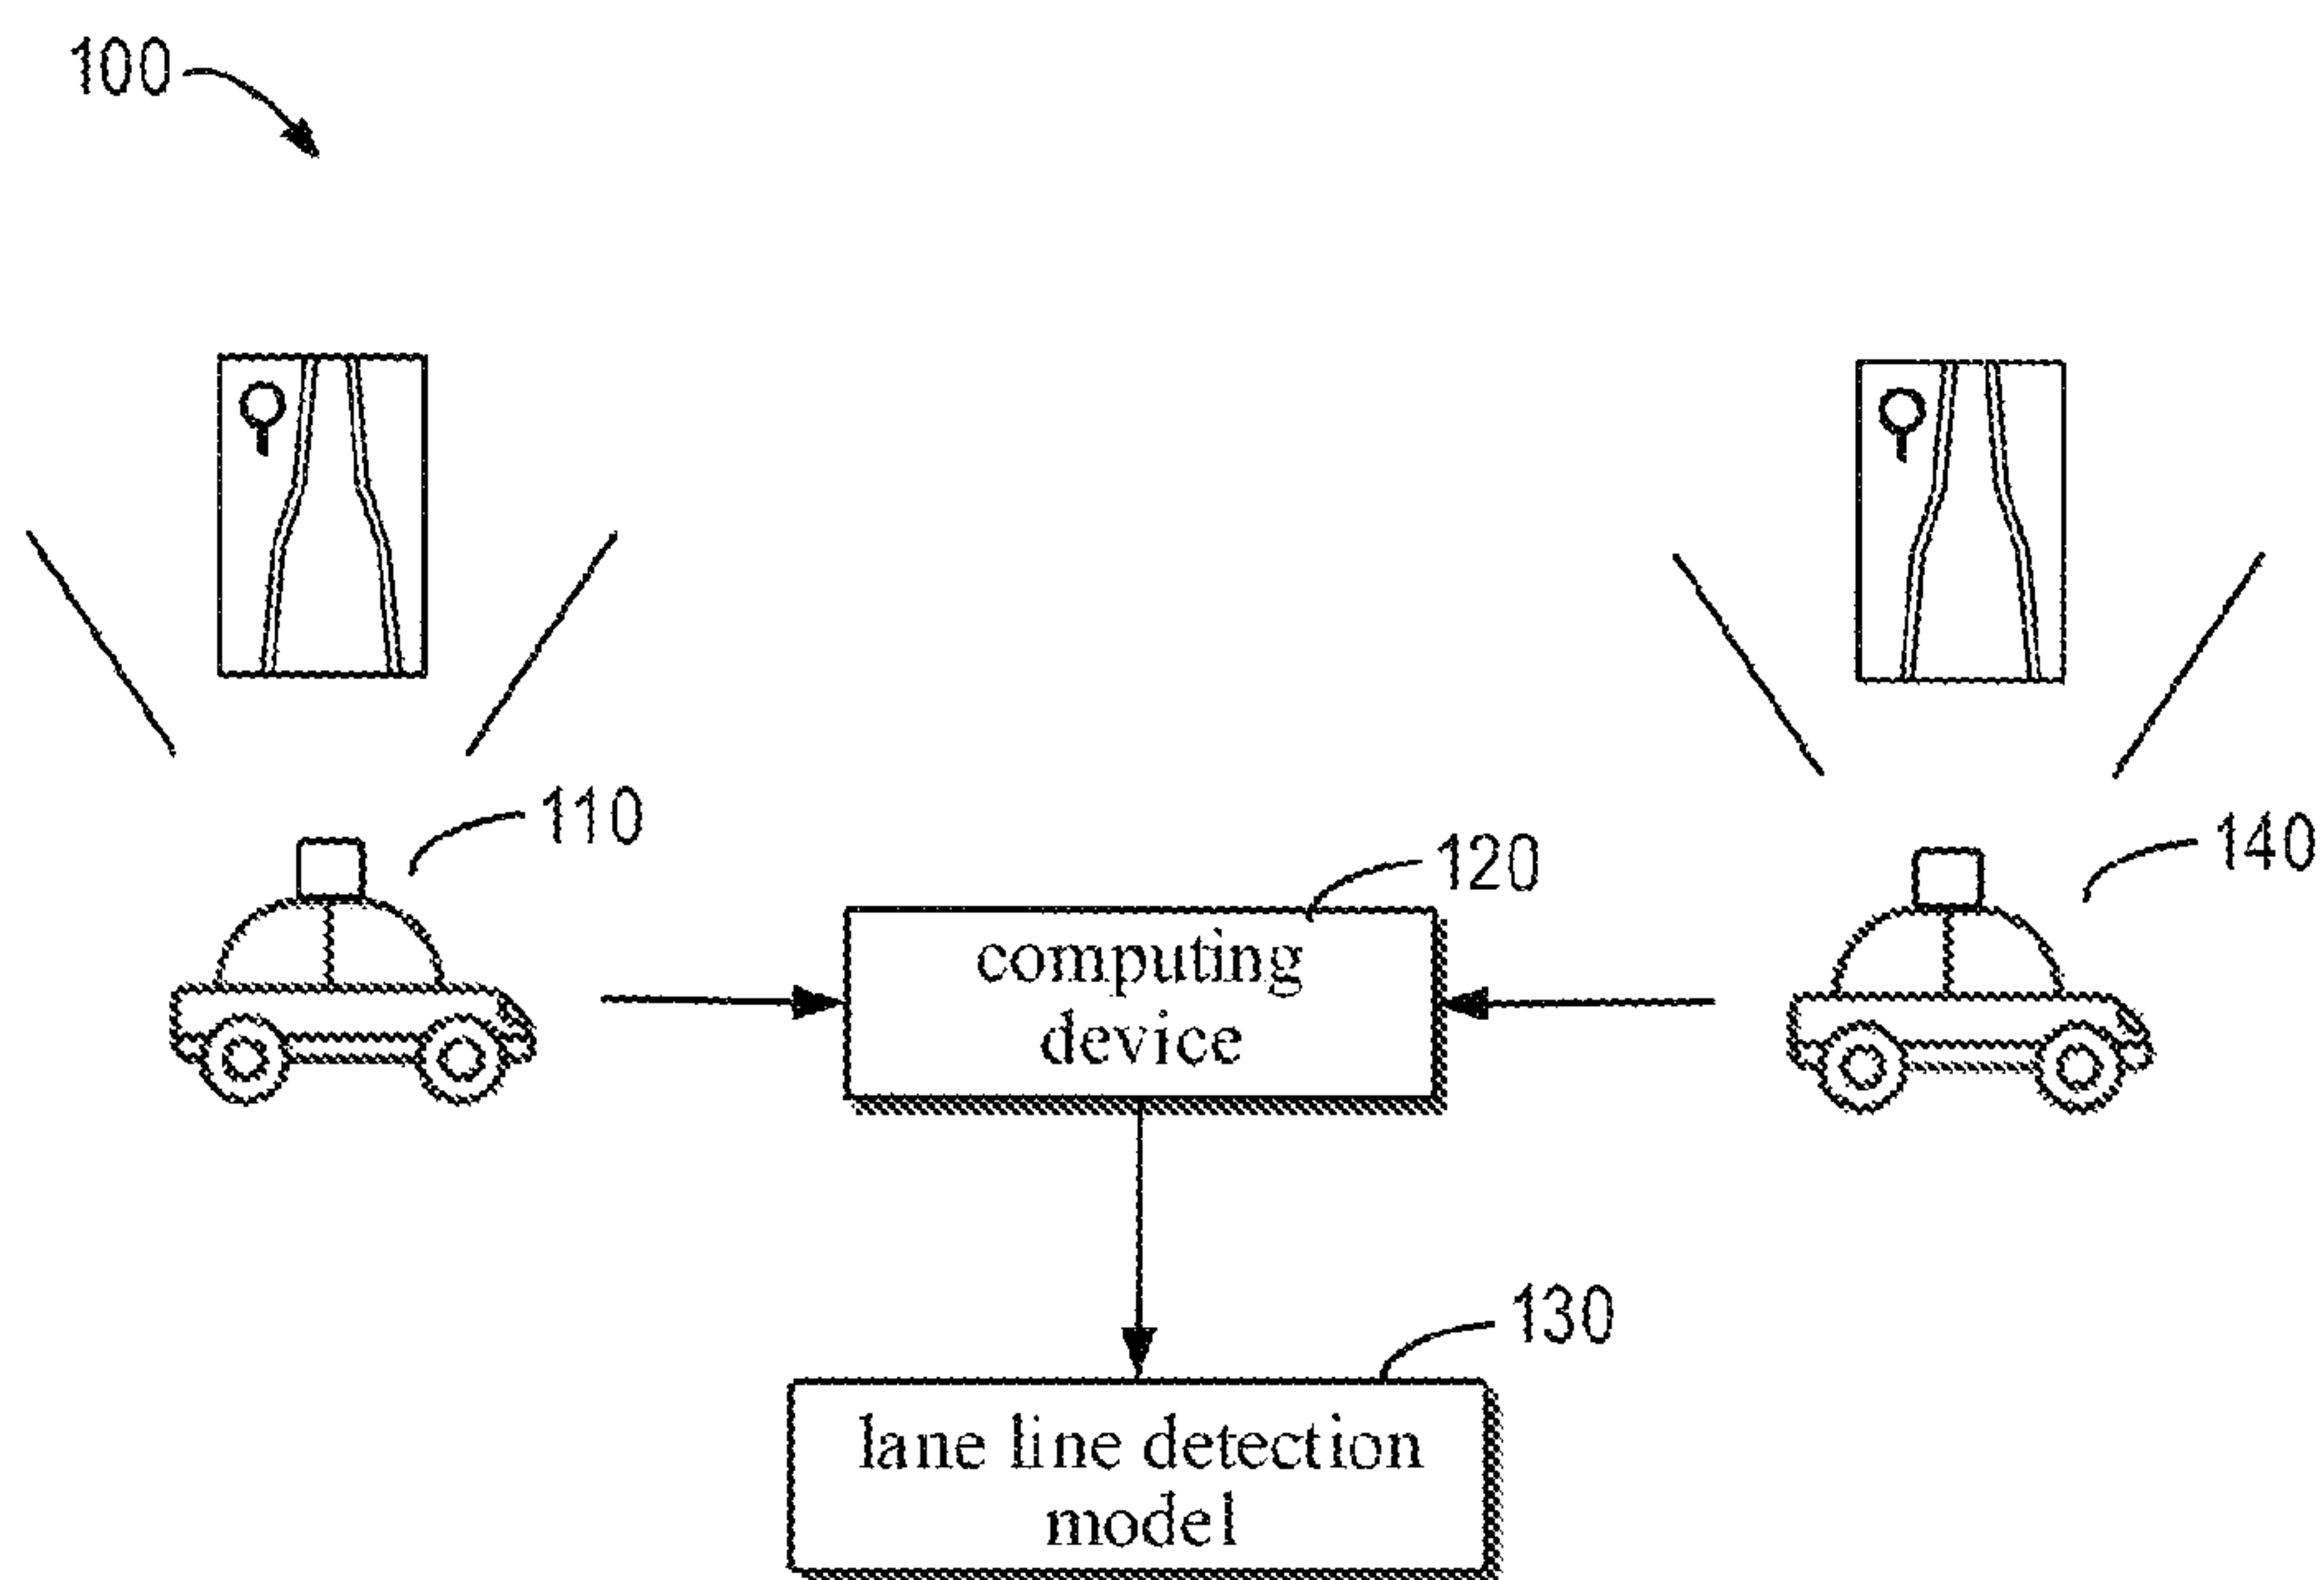 100
110
120
140
computing
device
130
lane line detection
model